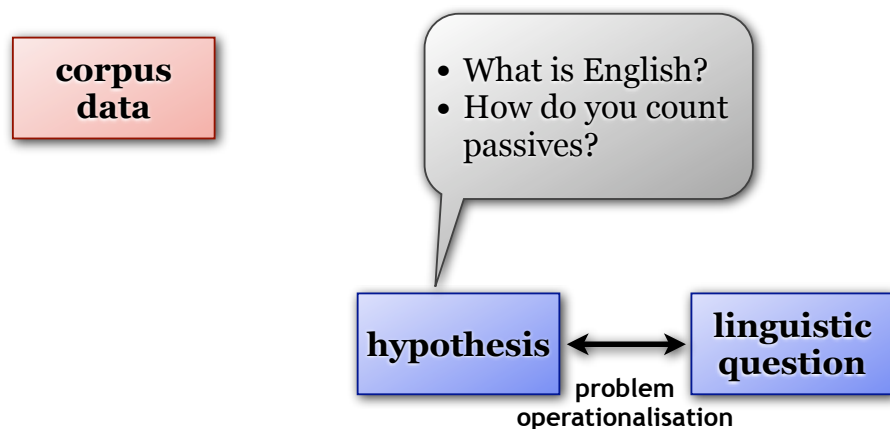 corpus
data
• What is English?
• How do you count
passives?
hypothesis
linguistic
question
problem
operationalisation